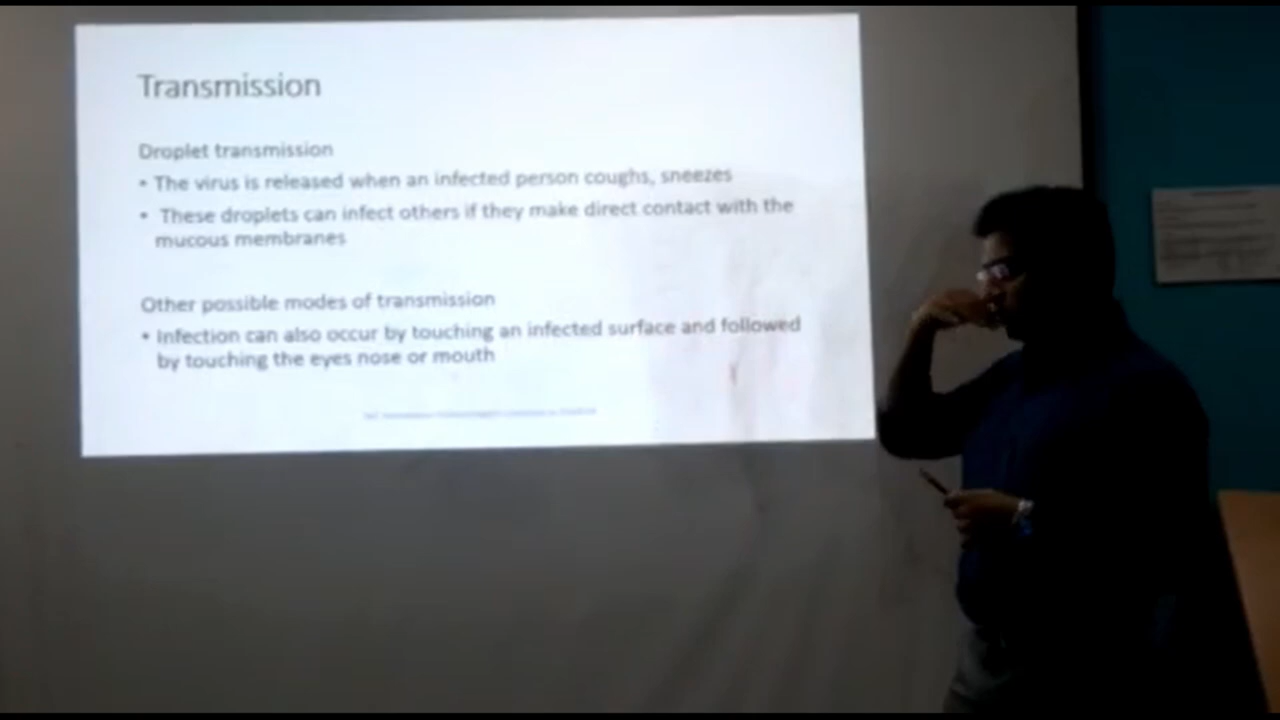 Transmission
Droplet transmission
• The virus is released when an infected person coughs, sneezes
• These droplets can infect others if they make direct contact with the
mucous membranes
Other possible modes of transmission
• Infection can also occur by touching an infected surface and followed
by touching the eyes nose or mouth